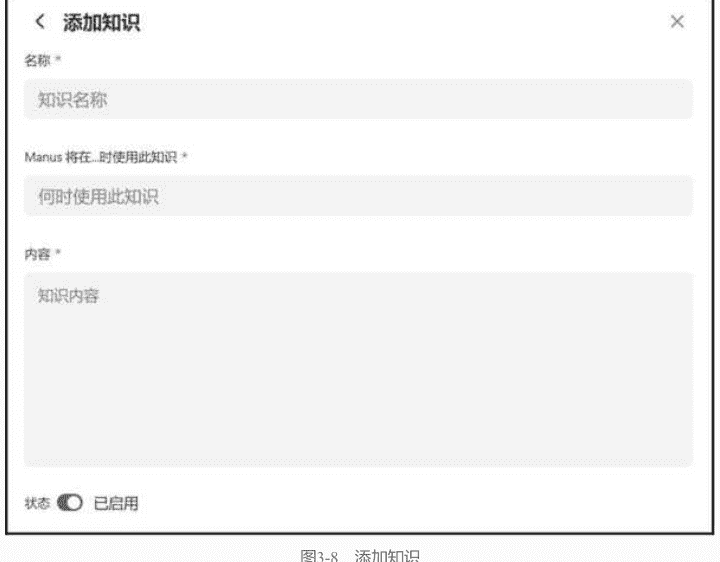 添加知识
名称 *
知识名称
Manus 将在...时使用此知识 *
何时使用此知识
内容 *
知识内容
状态 已启用
图3-8 添加知识